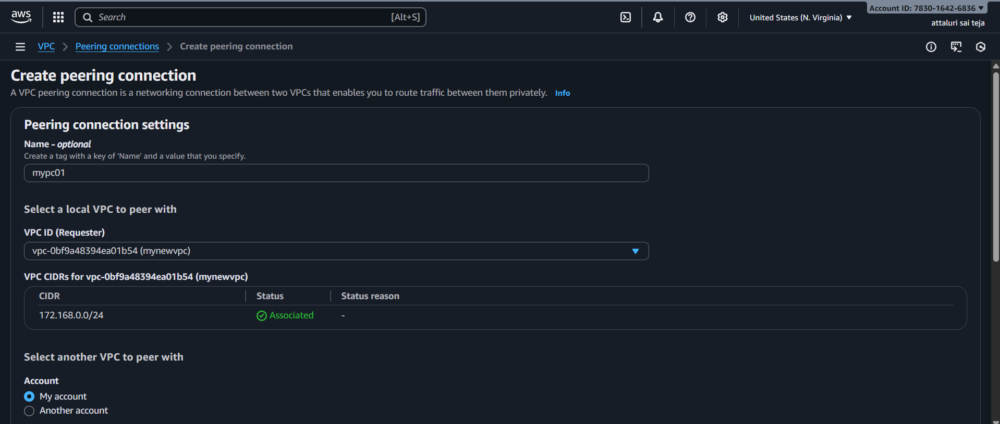 aws
Search [Alt+S]
United States (N. Virginia)
Account ID: 7830-1642-6836
attaluri sai teja
VPC Peering connections Create peering connection
Create peering connection
A VPC peering connection is a networking connection between two VPCs that enables you to route traffic between them privately. Info
Peering connection settings
Name - optional
Create a tag with a key of 'Name' and a value that you specify.
mypc01
Select a local VPC to peer with
VPC ID (Requester)
vpc-0bf9a48394ea01b54 (mynewvpc)
VPC CIDRs for vpc-0bf9a48394ea01b54 (mynewvpc)
CIDR Status Status reason
172.168.0.0/24 Associated -
Select another VPC to peer with
Account
My account
Another account